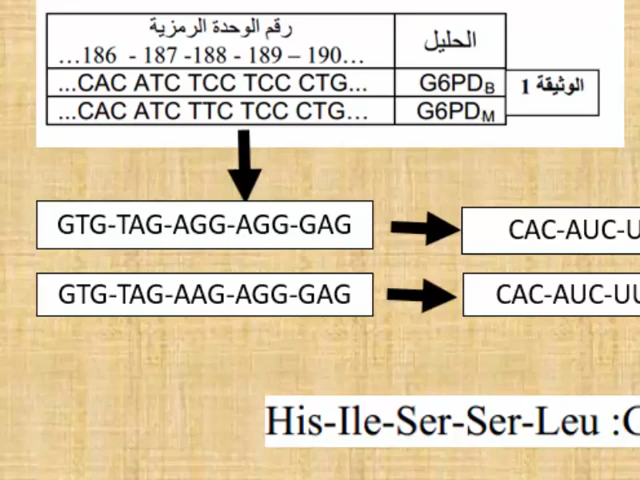 رقم الوحدة الرمزية
...186 - 187 -188 - 189 – 190...
الحليل
...CAC ATC TCC TCC CTG...
G6PDB
الوثيقة 1
...CAC ATC TTC TCC CTG...
G6PDM
GTG-TAG-AGG-AGG-GAG
CAC-AUC-U
GTG-TAG-AAG-AGG-GAG
CAC-AUC-UU
His-Ile-Ser-Ser-Leu :